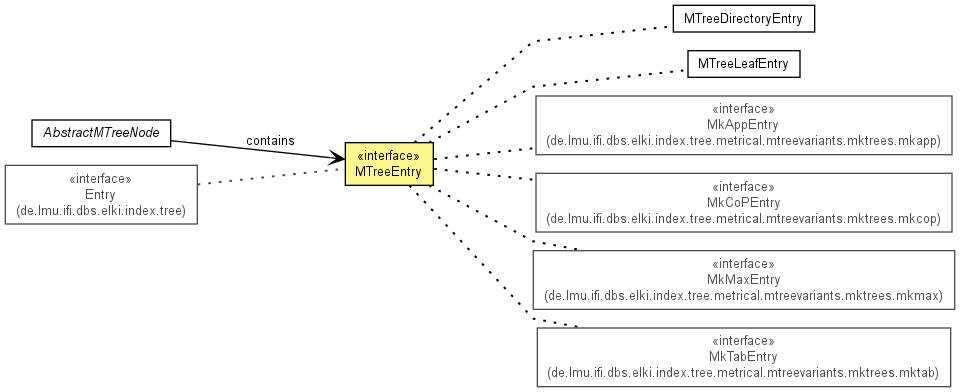 MTreeDirectoryEntry
MTreeLeafEntry
«interface»
MkAppEntry
(de.lmu.ifi.dbs.elki.index.tree.metrical.mtreevariants.mktrees.mkapp)
AbstractMTreeNode
contains
«interface»
MTreeEntry
«interface»
Entry
(de.lmu.ifi.dbs.elki.index.tree)
«interface»
MkCoPEntry
(de.lmu.ifi.dbs.elki.index.tree.metrical.mtreevariants.mktrees.mkcop)
«interface»
MkMaxEntry
(de.lmu.ifi.dbs.elki.index.tree.metrical.mtreevariants.mktrees.mkmax)
«interface»
MkTabEntry
(de.lmu.ifi.dbs.elki.index.tree.metrical.mtreevariants.mktrees.mktab)